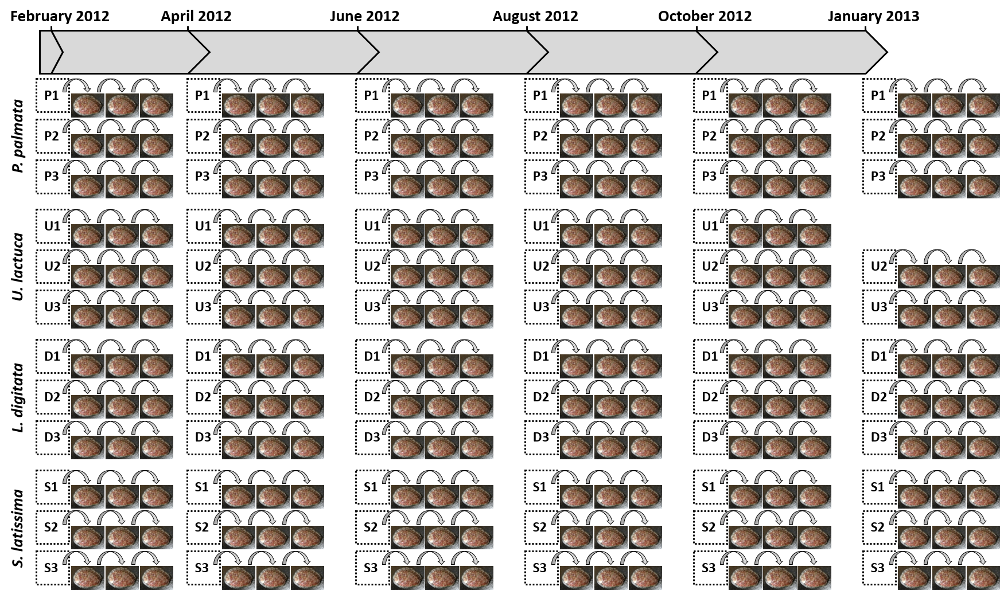 February 2012 April 2012 June 2012 August 2012 October 2012 January 2013
P. palmata
P1 P1 P1 P1 P1 P1
P2 P2 P2 P2 P2 P2
P3 P3 P3 P3 P3 P3
U. lactuca
U1 U1 U1 U1 U1
U2 U2 U2 U2 U2 U2
U3 U3 U3 U3 U3 U3
L. digitata
D1 D1 D1 D1 D1 D1
D2 D2 D2 D2 D2 D2
D3 D3 D3 D3 D3 D3
S. latissima
S1 S1 S1 S1 S1 S1
S2 S2 S2 S2 S2 S2
S3 S3 S3 S3 S3 S3